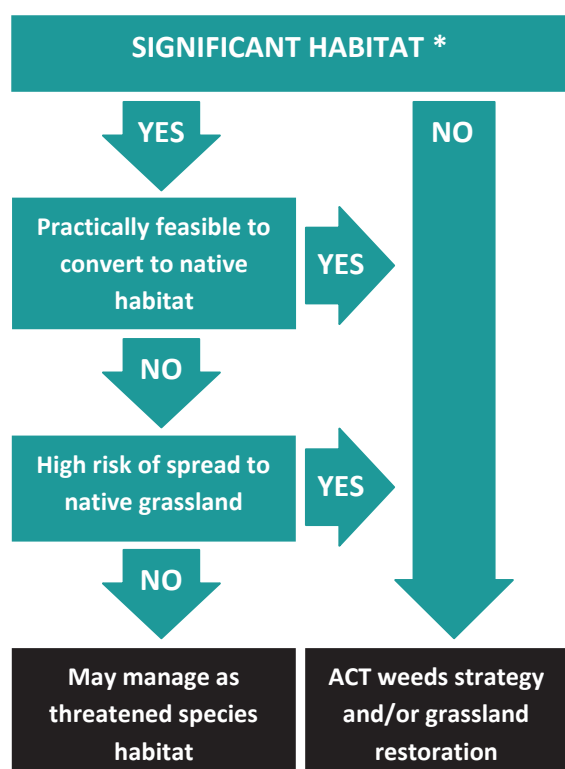 SIGNIFICANT HABITAT *
YES
NO
Practically feasible to
convert to native
habitat
YES
NO
High risk of spread to
native grassland
YES
NO
May manage as
threatened species
habitat
ACT weeds strategy
and/or grassland
restoration